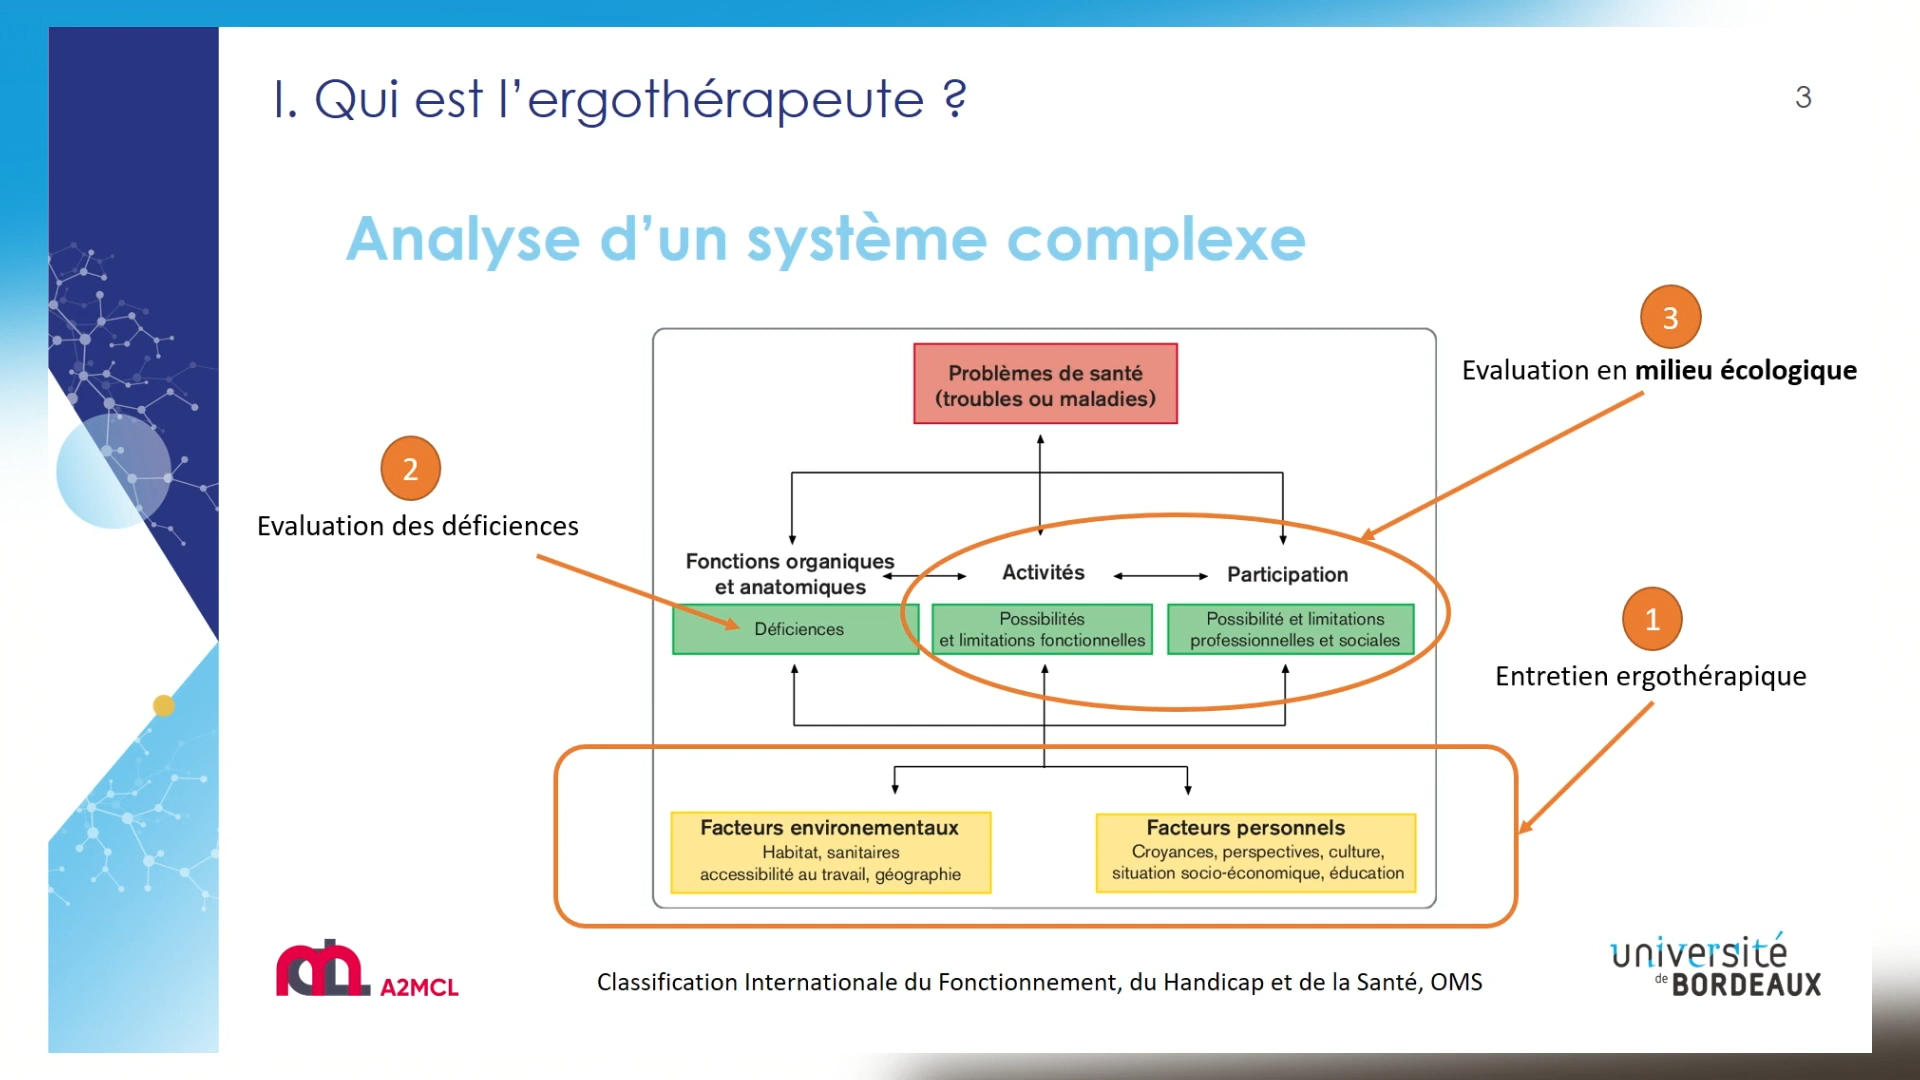 I. Qui est l'ergothérapeute ?
3
Analyse d'un système complexe
3
Evaluation en milieu écologique
Problèmes de santé
(troubles ou maladies)
2
Evaluation des déficiences
Fonctions organiques
et anatomiques
Activités
Participation
Déficiences
Possibilités
et limitations fonctionnelles
Possibilité et limitations
professionnelles et sociales
1
Entretien ergothérapique
Facteurs environementaux
Habitat, sanitaires
accessibilité au travail, géographie
Facteurs personnels
Croyances, perspectives, culture,
situation socio-économique, éducation
A2MCL
Classification Internationale du Fonctionnement, du Handicap et de la Santé, OMS
université
de BORDEAUX